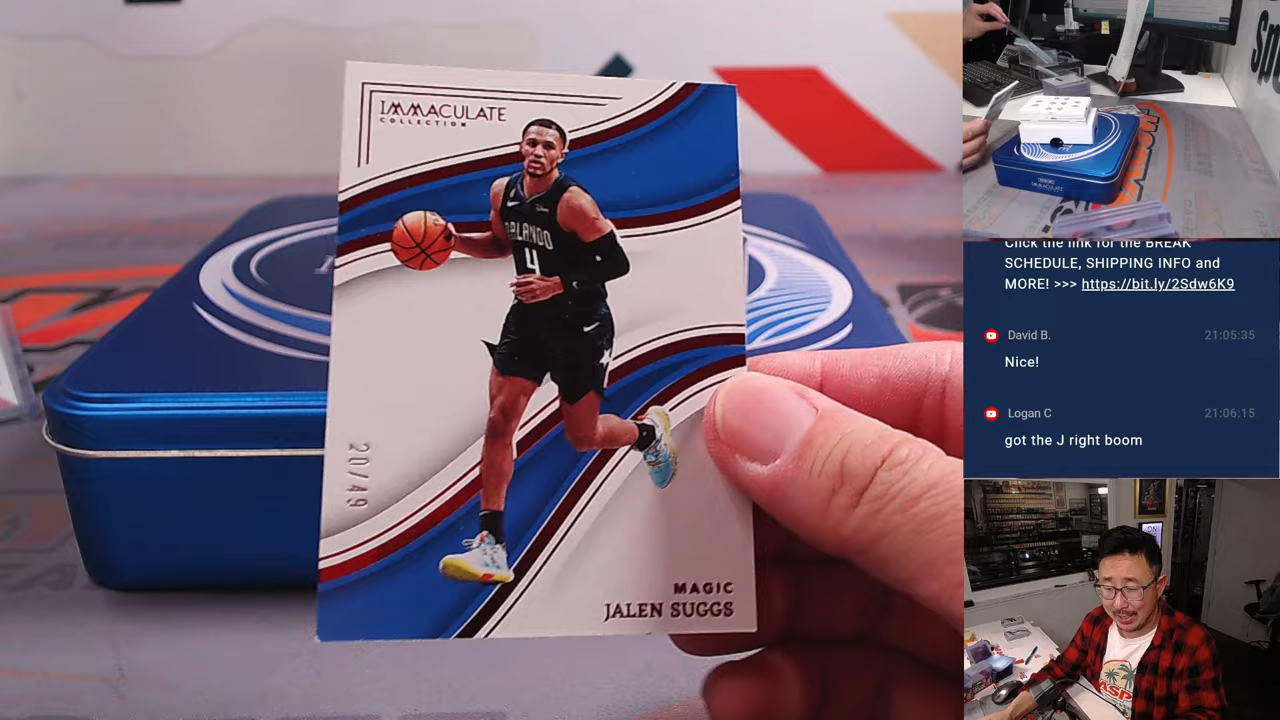 IMMACULATE
COLLECTION
ORLANDO
4
20/49
MAGIC
JALEN SUGGS
Click the link for the BREAK
SCHEDULE, SHIPPING INFO and
MORE! >>> https://bit.ly/2Sdw6K9
David B. 21:05:35
Nice!
Logan C 21:06:15
got the J right boom